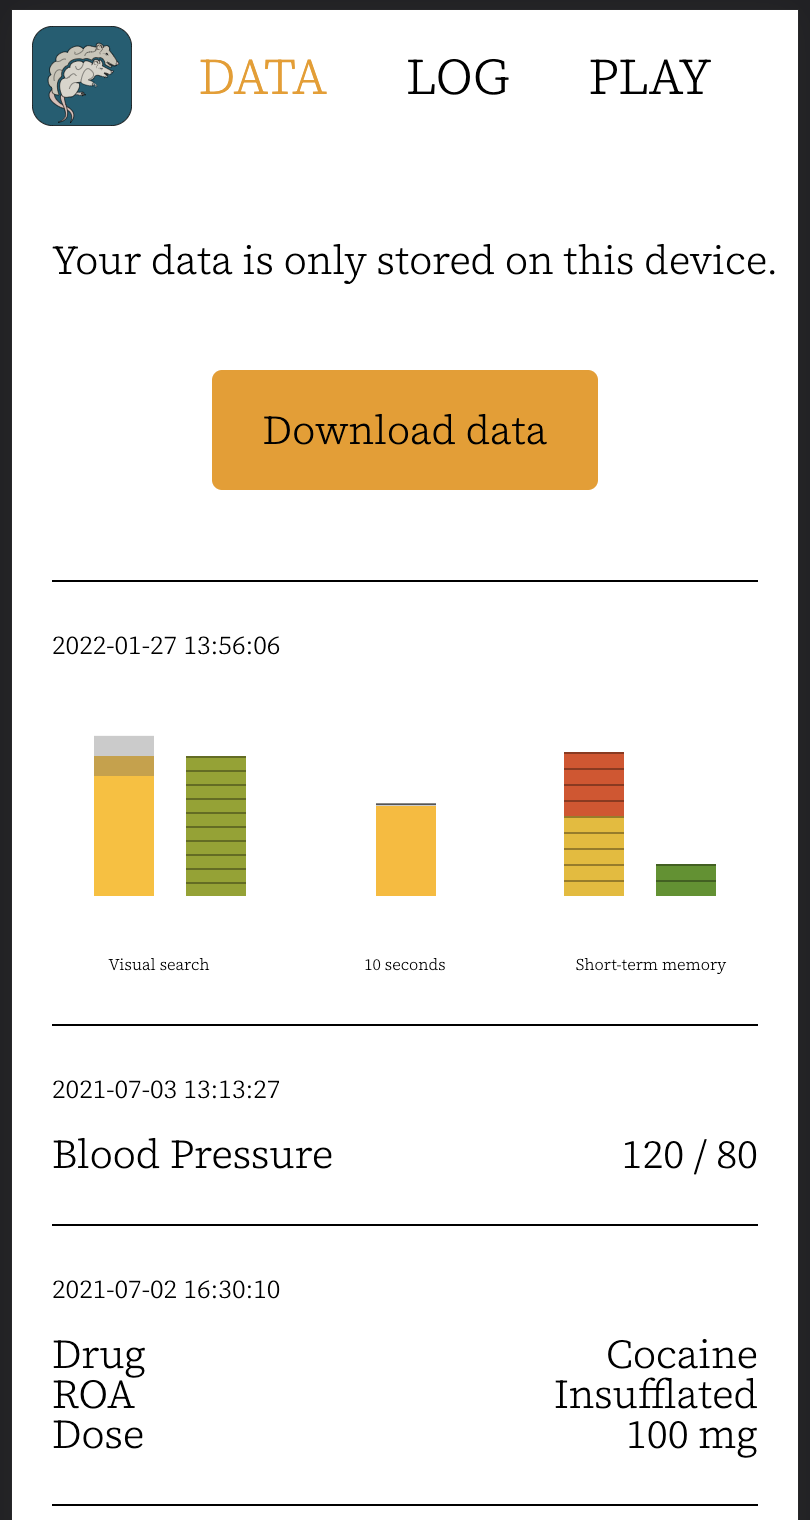 DATA LOG PLAY
Your data is only stored on this device.
Download data
2022-01-27 13:56:06
Visual search 10 seconds Short-term memory
2021-07-03 13:13:27
Blood Pressure 120 / 80
2021-07-02 16:30:10
Drug Cocaine
ROA Insufflated
Dose 100 mg